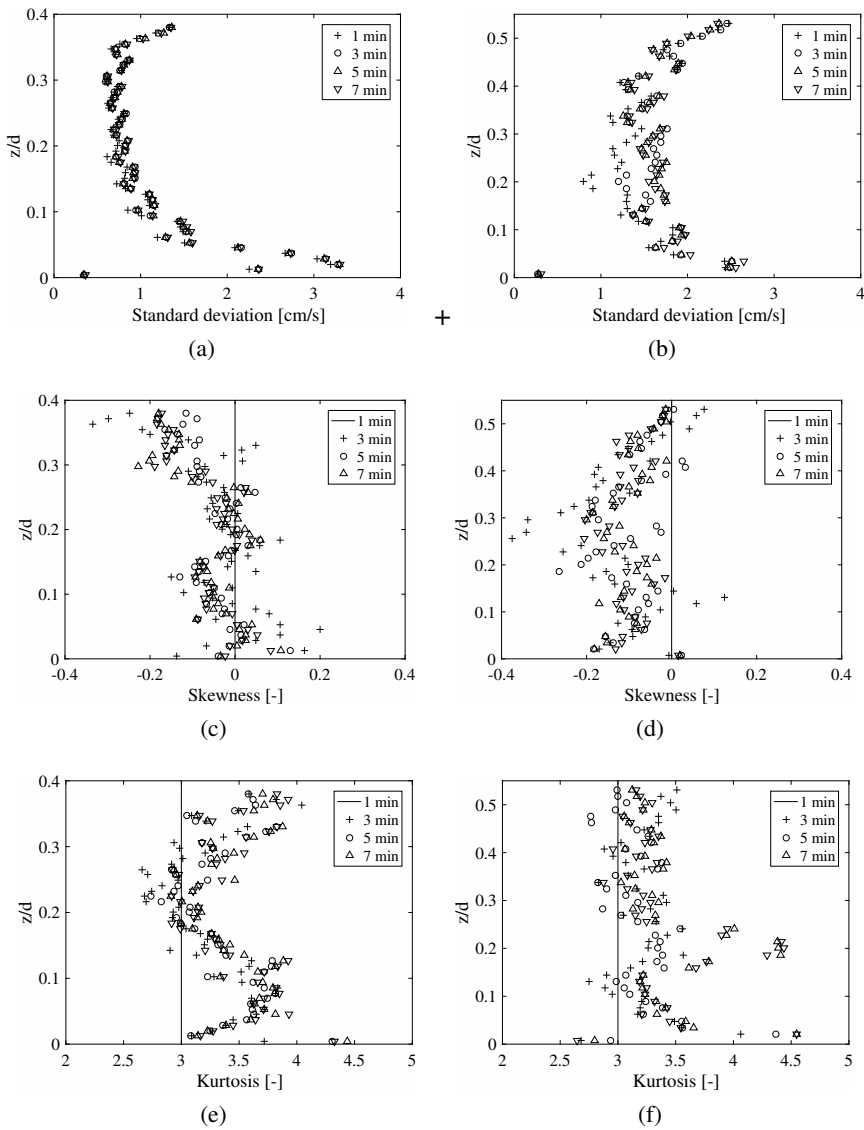 0.4
0.3
0.2
0.1
0
z/d
0 1 2 3 4
Standard deviation [cm/s]
1 min
3 min
5 min
7 min
(a)
+
0.5
0.4
0.3
0.2
0.1
0
z/d
0 1 2 3 4
Standard deviation [cm/s]
1 min
3 min
5 min
7 min
(b)
0.4
0.3
0.2
0.1
0
z/d
-0.4 -0.2 0 0.2 0.4
Skewness [-]
1 min
3 min
5 min
7 min
(c)
0.5
0.4
0.3
0.2
0.1
0
z/d
-0.4 -0.2 0 0.2 0.4
Skewness [-]
1 min
3 min
5 min
7 min
(d)
0.4
0.3
0.2
0.1
0
z/d
2 2.5 3 3.5 4 4.5 5
Kurtosis [-]
1 min
3 min
5 min
7 min
(e)
0.5
0.4
0.3
0.2
0.1
0
z/d
2 2.5 3 3.5 4 4.5 5
Kurtosis [-]
1 min
3 min
5 min
7 min
(f)